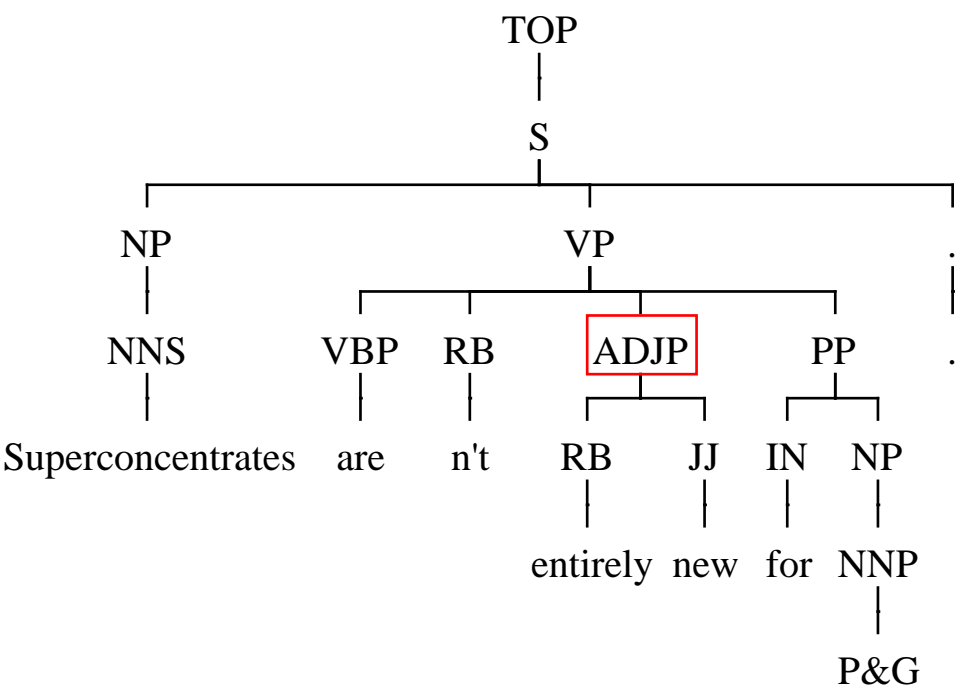 TOP
S
NP VP .
NNS VBP RB ADJP PP .
Superconcentrates are n't RB JJ IN NP
entirely new for NNP
P&G